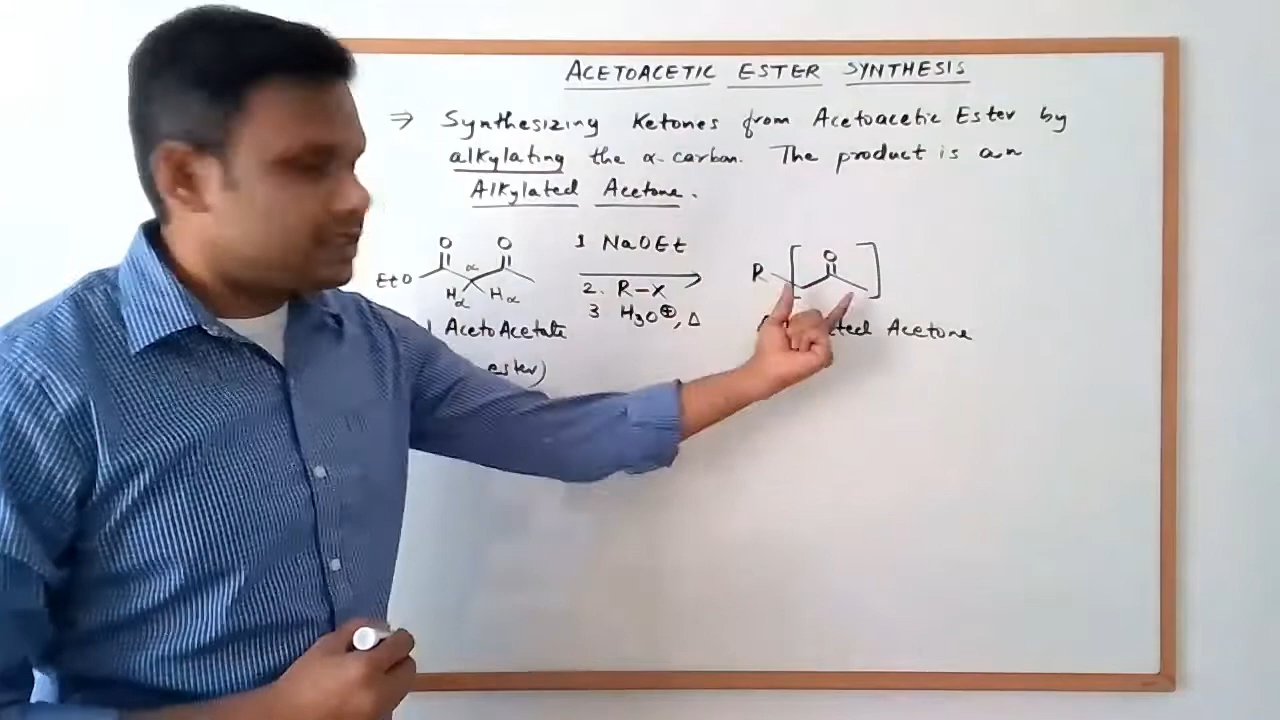 ACETOACETIC ESTER SYNTHESIS
⇒ Synthesizing Ketones from Acetoacetic Ester by
alkylating the α-carbon. The product is an
Alkylated Acetone.
O O
EtO α
Hα Hα
1 NaOEt
2. R-X
3 H3O⊕, Δ
R [ O ]
AcetoAcetate
ester)
Acetone